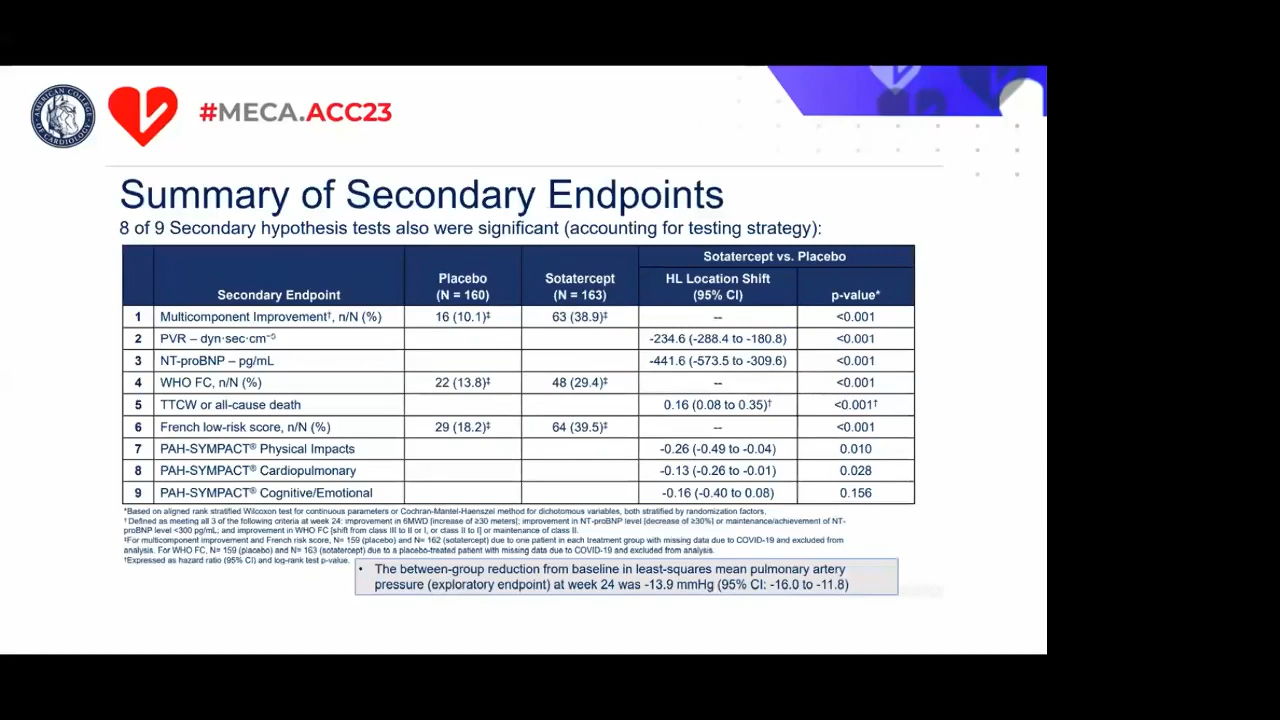 AMERICAN COLLEGE OF CARDIOLOGY
#MECA.ACC23
Summary of Secondary Endpoints
8 of 9 Secondary hypothesis tests also were significant (accounting for testing strategy):
Secondary Endpoint | Placebo (N = 160) | Sotatercept (N = 163) | Sotatercept vs. Placebo
HL Location Shift (95% CI) | p-value*
1 Multicomponent Improvement†, n/N (%) 16 (10.1)‡ 63 (38.9)‡ -- <0.001
2 PVR – dyn·sec·cm⁻⁵ -234.6 (-288.4 to -180.8) <0.001
3 NT-proBNP – pg/mL -441.6 (-573.5 to -309.6) <0.001
4 WHO FC, n/N (%) 22 (13.8)‡ 48 (29.4)‡ -- <0.001
5 TTCW or all-cause death 0.16 (0.08 to 0.35)† <0.001†
6 French low-risk score, n/N (%) 29 (18.2)‡ 64 (39.5)‡ -- <0.001
7 PAH-SYMPACT® Physical Impacts -0.26 (-0.49 to -0.04) 0.010
8 PAH-SYMPACT® Cardiopulmonary -0.13 (-0.26 to -0.01) 0.028
9 PAH-SYMPACT® Cognitive/Emotional -0.16 (-0.40 to 0.08) 0.156
*Based on aligned rank stratified Wilcoxon test for continuous parameters or Cochran-Mantel-Haenszel method for dichotomous variables, both stratified by randomization factors.
†Defined as meeting all 3 of the following criteria at week 24: improvement in 6MWD [increase of ≥30 meters]; improvement in NT-proBNP level [decrease of ≥30%] or maintenance/achievement of NT-
proBNP level <300 pg/mL; and improvement in WHO FC [shift from class III to II or I, or class II to I] or maintenance of class II.
‡For multicomponent improvement and French risk score, N= 159 (placebo) and N= 162 (sotatercept) due to one patient in each treatment group with missing data due to COVID-19 and excluded from
analysis. For WHO FC, N= 159 (placebo) and N= 163 (sotatercept) due to a placebo-treated patient with missing data due to COVID-19 and excluded from analysis.
†Expressed as hazard ratio (95% CI) and log-rank test p-value.
• The between-group reduction from baseline in least-squares mean pulmonary artery
pressure (exploratory endpoint) at week 24 was -13.9 mmHg (95% CI: -16.0 to -11.8)